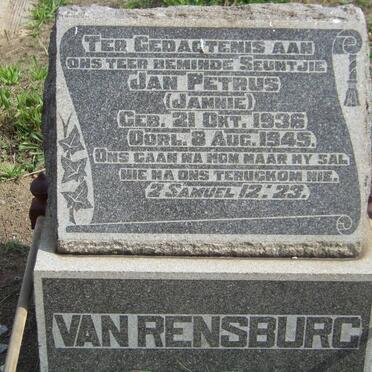 TER GEDAGTENIS AAN
ONS TEER BEMINDE SEUNTJIE
JAN PETRUS
(JANNIE)
GEB. 21 OKT. 1936
OORL. 8 AUG. 1945.
ONS GAAN NA HOM MAAR HY SAL
NIE NA ONS TERUGKOM NIE.
2 SAMUEL 12:23.
VAN RENSBURG